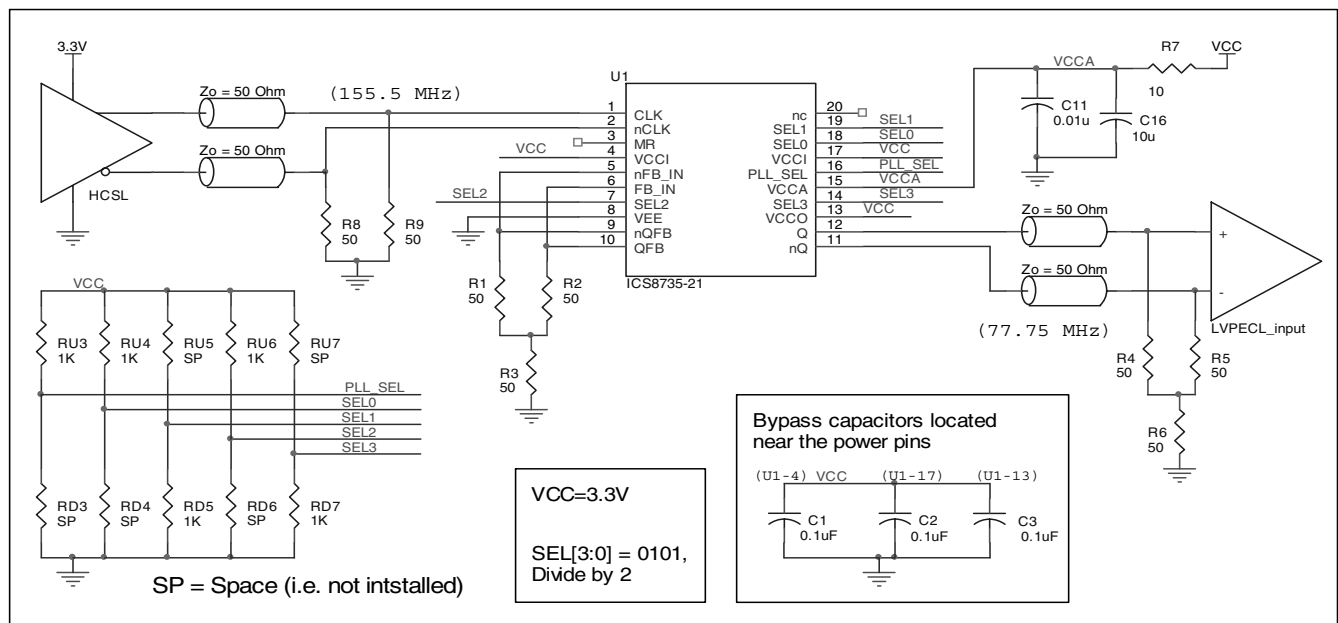 3.3V
Zo = 50 Ohm
(155.5 MHz)
Zo = 50 Ohm
HCSL
R8
50
R9
50
VCC
SEL2
U1
1
2
3
4
5
6
7
8
9
10
CLK
nCLK
MR
VCCI
nFB_IN
FB_IN
SEL2
VEE
nQFB
QFB
nc
SEL1
SEL0
VCCI
PLL_SEL
VCCA
SEL3
VCCO
Q
nQ
20
19
18
17
16
15
14
13
12
11
SEL1
SEL0
VCC
PLL_SEL
VCCA
SEL3
VCC
ICS8735-21
VCCA
R7
10
VCC
C11
0.01u
C16
10u
Zo = 50 Ohm
Zo = 50 Ohm
(77.75 MHz)
+
-
LVPECL_input
R4
50
R5
50
R6
50
R1
50
R2
50
R3
50
VCC
RU3
1K
RU4
1K
RU5
SP
RU6
1K
RU7
SP
PLL_SEL
SEL0
SEL1
SEL2
SEL3
RD3
SP
RD4
SP
RD5
1K
RD6
SP
RD7
1K
SP = Space (i.e. not intstalled)
VCC=3.3V
SEL[3:0] = 0101,
Divide by 2
Bypass capacitors located
near the power pins
(U1-4) VCC (U1-17) (U1-13)
C1
0.1uF
C2
0.1uF
C3
0.1uF